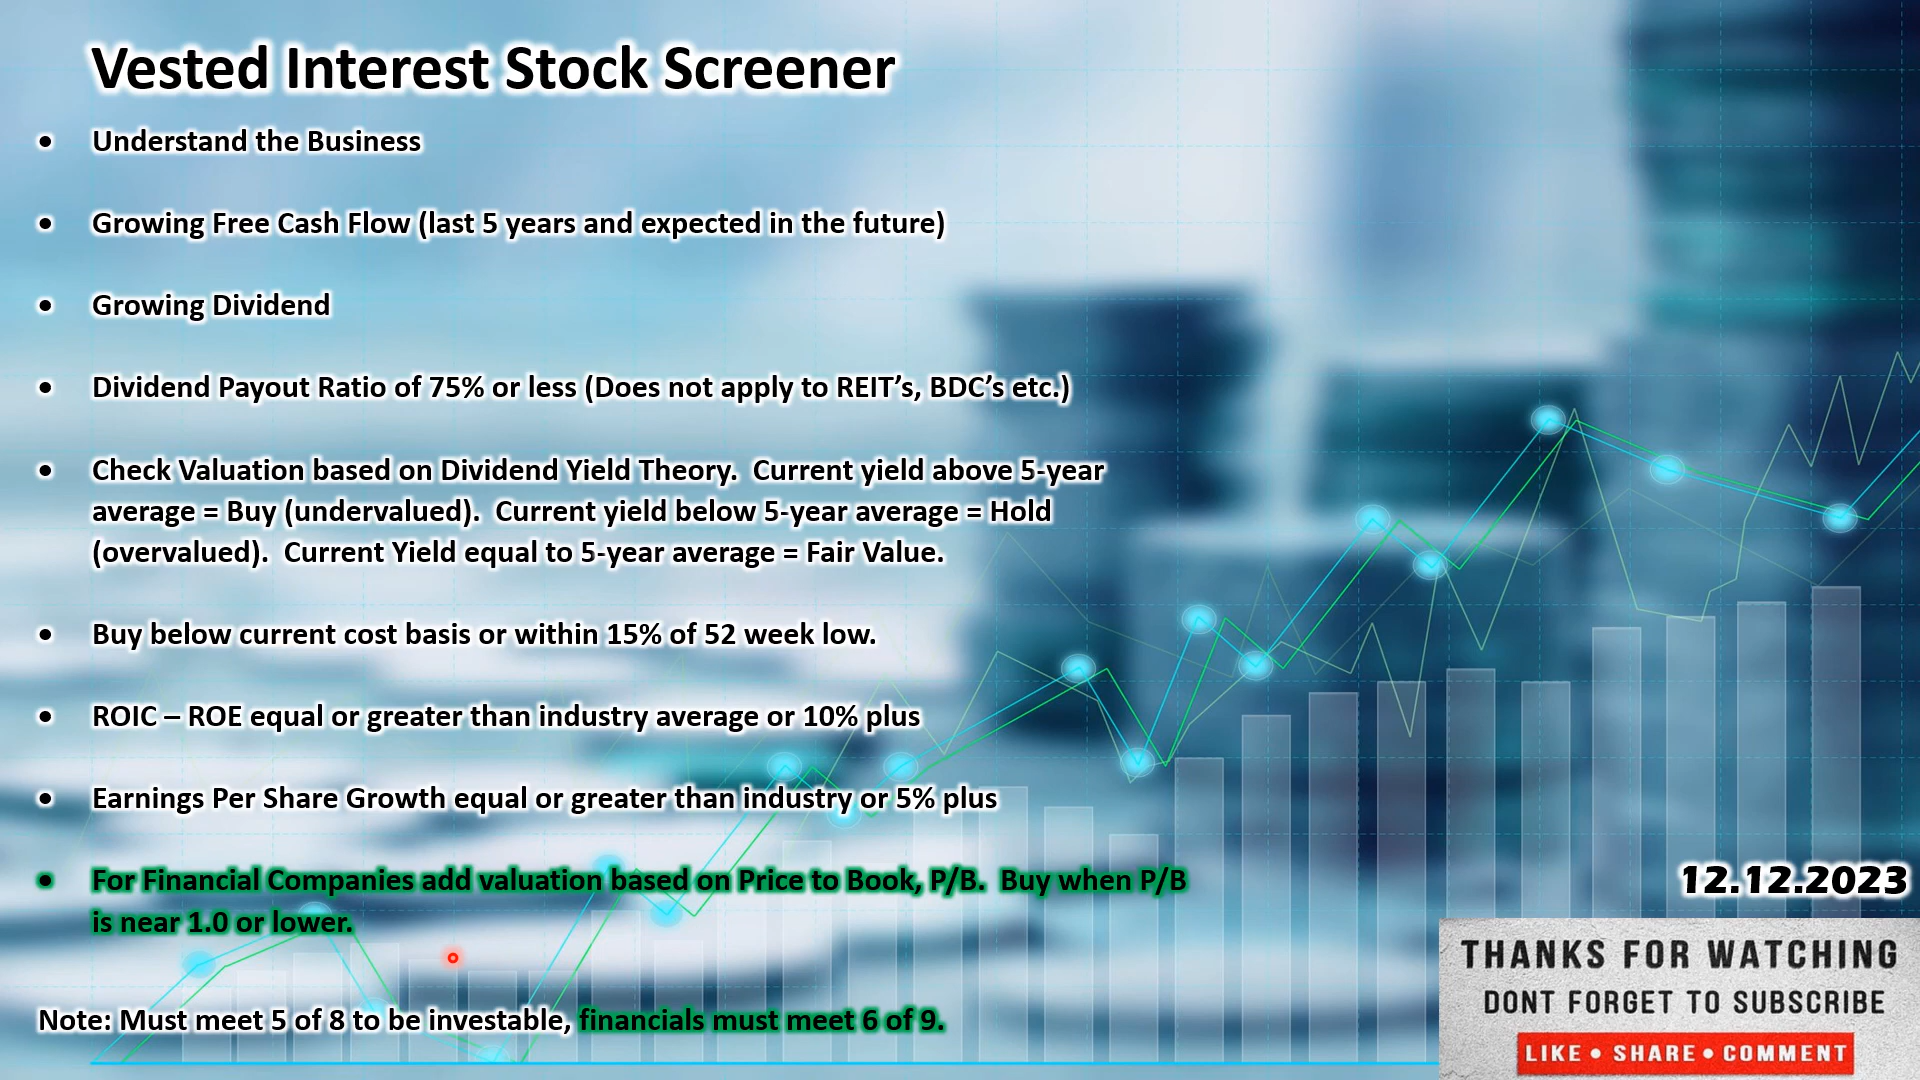 Vested Interest Stock Screener
• Understand the Business
• Growing Free Cash Flow (last 5 years and expected in the future)
• Growing Dividend
• Dividend Payout Ratio of 75% or less (Does not apply to REIT’s, BDC’s etc.)
• Check Valuation based on Dividend Yield Theory.  Current yield above 5-year
average = Buy (undervalued).  Current yield below 5-year average = Hold
(overvalued).  Current Yield equal to 5-year average = Fair Value.
• Buy below current cost basis or within 15% of 52 week low.
• ROIC – ROE equal or greater than industry average or 10% plus
• Earnings Per Share Growth equal or greater than industry or 5% plus
• For Financial Companies add valuation based on Price to Book, P/B.  Buy when P/B
is near 1.0 or lower.
Note: Must meet 5 of 8 to be investable, financials must meet 6 of 9.
12.12.2023
THANKS FOR WATCHING
DONT FORGET TO SUBSCRIBE
LIKE • SHARE • COMMENT